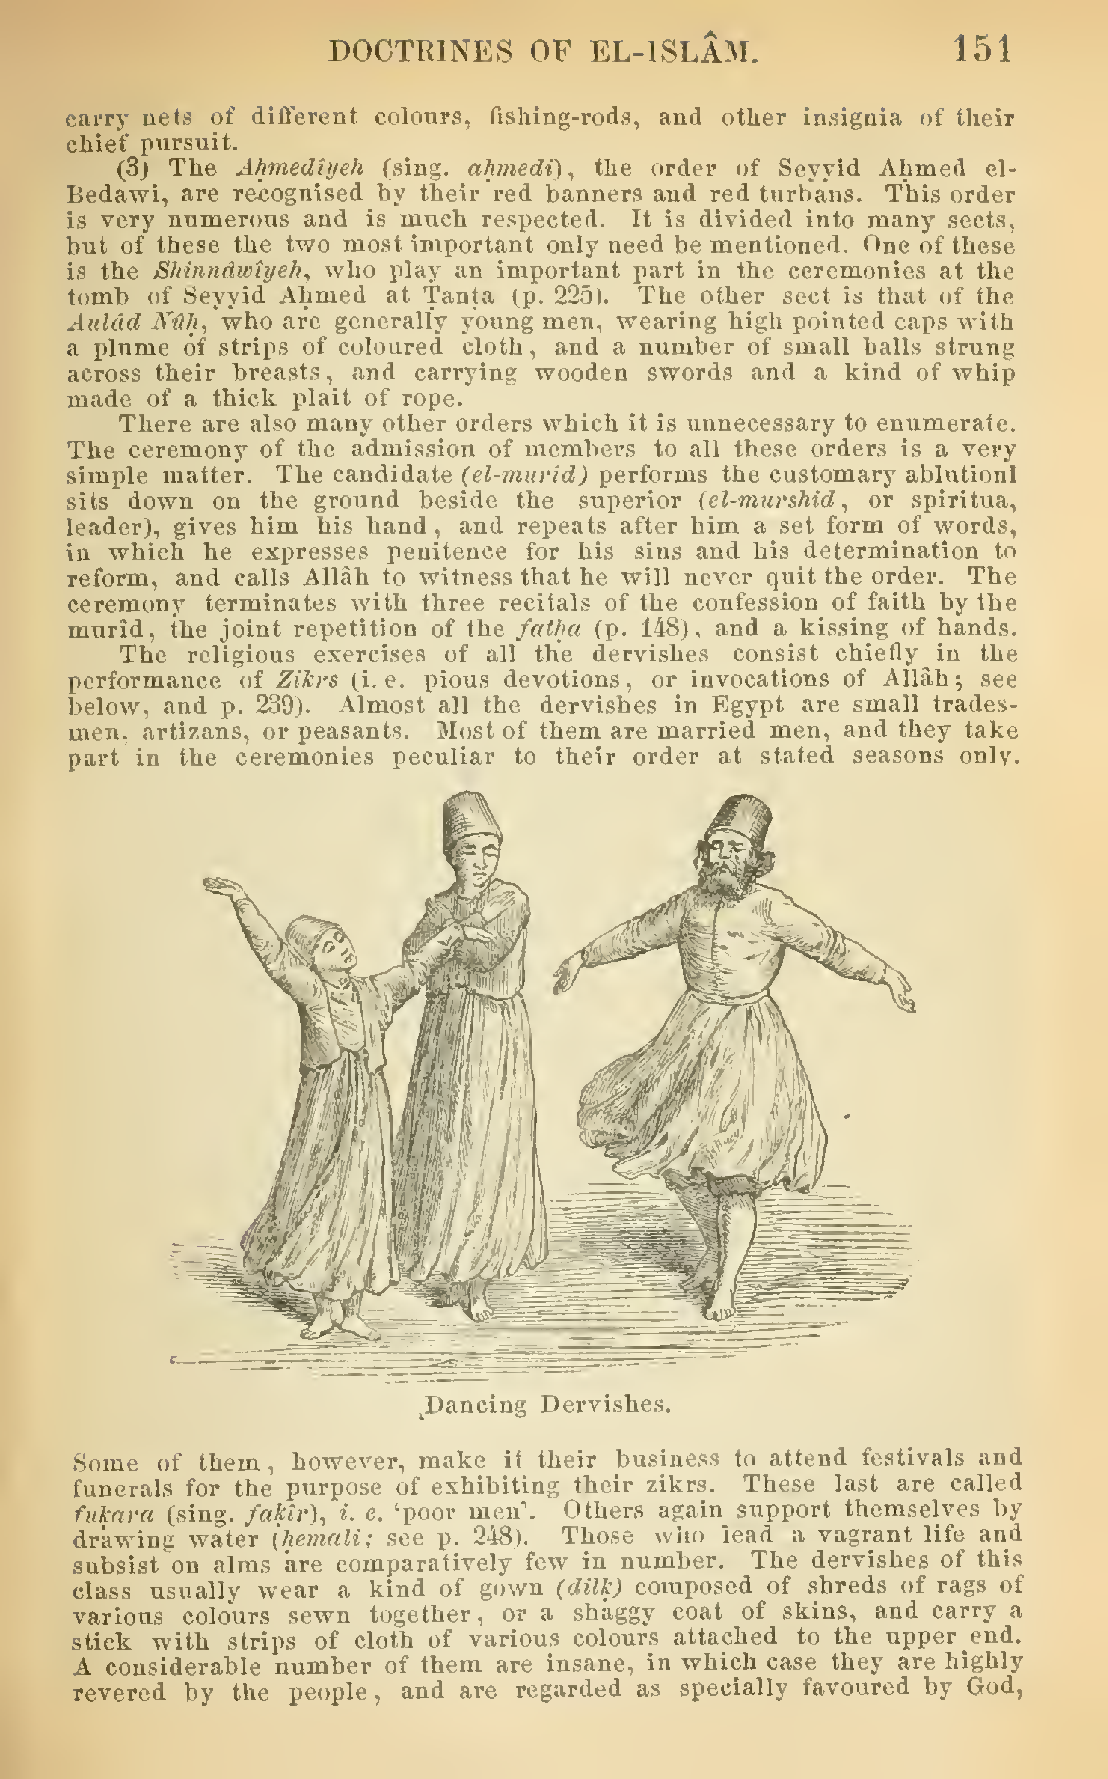 DOCTRINES OF EL-ISLÂM. 151
carry nets of different colours, fishing-rods, and other insignia of their
chief pursuit.
(3) The Aḥmedîyeh (sing. aḥmedi), the order of Seyyid Aḥmed el-
Bedawi, are recognised by their red banners and red turbans. This order
is very numerous and is much respected. It is divided into many sects,
but of these the two most important only need be mentioned. One of these
is the Shinnâwîyeh, who play an important part in the ceremonies at the
tomb of Seyyid Aḥmed at Ṭanṭa (p. 225). The other sect is that of the
Aulâd Nûḥ, who are generally young men, wearing high pointed caps with
a plume of strips of coloured cloth, and a number of small balls strung
across their breasts, and carrying wooden swords and a kind of whip
made of a thick plait of rope.
There are also many other orders which it is unnecessary to enumerate.
The ceremony of the admission of members to all these orders is a very
simple matter. The candidate (el-murîd) performs the customary ablutionl
sits down on the ground beside the superior (el-murshid, or spiritua,
leader), gives him his hand, and repeats after him a set form of words,
in which he expresses penitence for his sins and his determination to
reform, and calls Allâh to witness that he will never quit the order. The
ceremony terminates with three recitals of the confession of faith by the
murîd, the joint repetition of the fatḥa (p. 148), and a kissing of hands.
The religious exercises of all the dervishes consist chiefly in the
performance of Zikrs (i. e. pious devotions, or invocations of Allâh; see
below, and p. 239). Almost all the dervishes in Egypt are small trades-
men, artizans, or peasants. Most of them are married men, and they take
part in the ceremonies peculiar to their order at stated seasons only.
Dancing Dervishes.
Some of them, however, make it their business to attend festivals and
funerals for the purpose of exhibiting their zikrs. These last are called
fuḳara (sing. faḳîr), i. e. 'poor men'. Others again support themselves by
drawing water (ḥemali; see p. 248). Those who lead a vagrant life and
subsist on alms are comparatively few in number. The dervishes of this
class usually wear a kind of gown (dilḳ) composed of shreds of rags of
various colours sewn together, or a shaggy coat of skins, and carry a
stick with strips of cloth of various colours attached to the upper end.
A considerable number of them are insane, in which case they are highly
revered by the people, and are regarded as specially favoured by God,